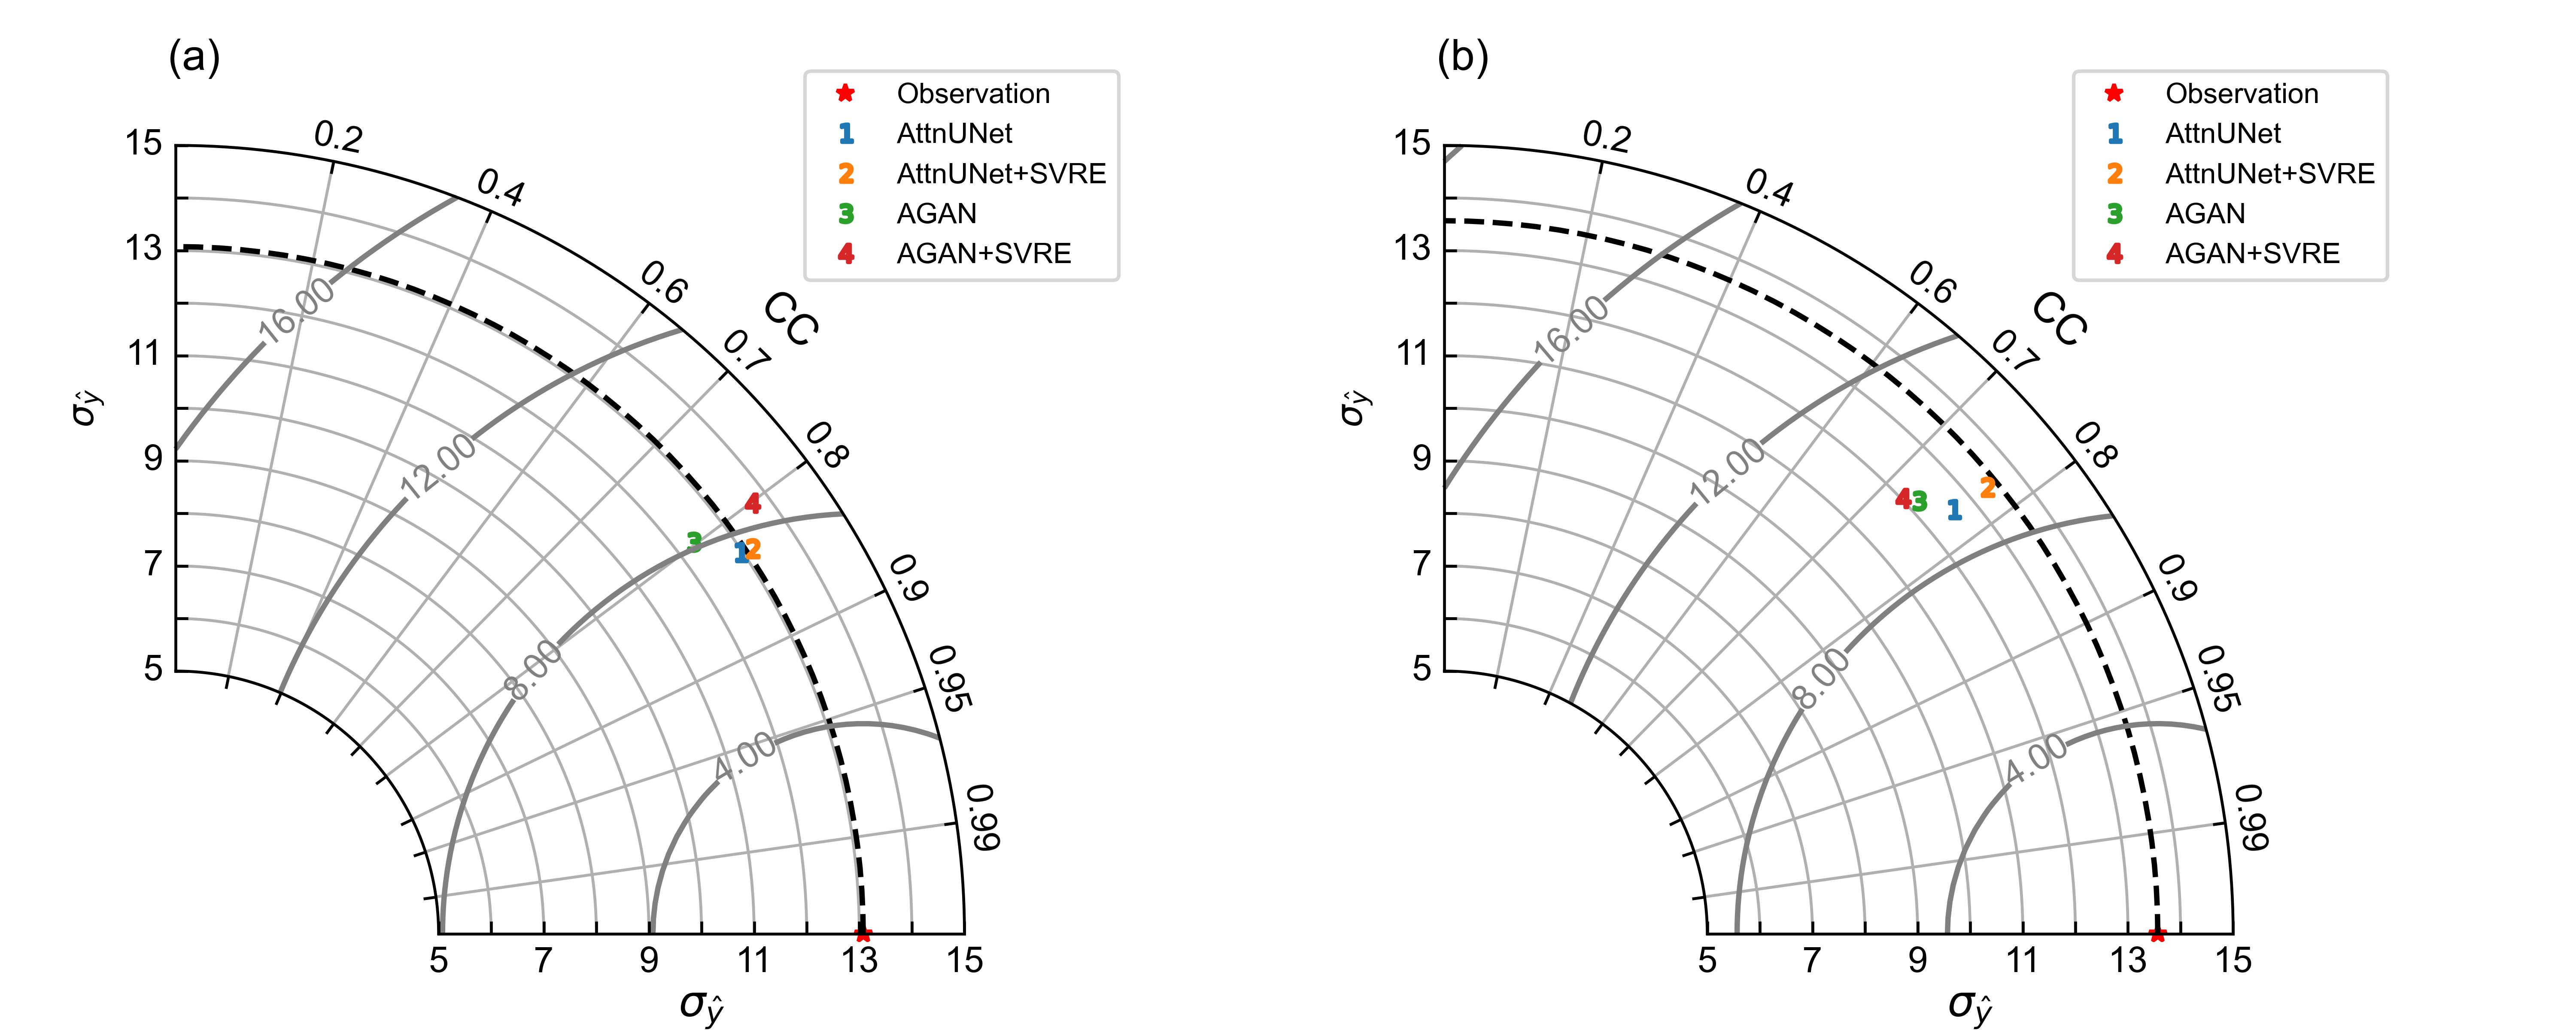 (a)
Observation
1 AttnUNet
2 AttnUNet+SVRE
3 AGAN
4 AGAN+SVRE
15
13
11
9
7
5
σŷ
0.2
0.4
0.6
0.7
0.8
0.9
0.95
0.99
CC
16.00
12.00
8.00
4.00
4
3
1 2
5 7 9 11 13 15
σŷ
(b)
Observation
1 AttnUNet
2 AttnUNet+SVRE
3 AGAN
4 AGAN+SVRE
15
13
11
9
7
5
σŷ
0.2
0.4
0.6
0.7
0.8
0.9
0.95
0.99
CC
16.00
12.00
8.00
4.00
2
4 3 1
5 7 9 11 13 15
σŷ